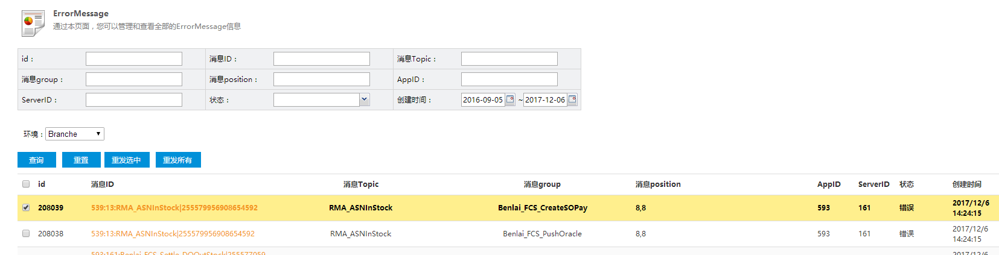 ErrorMessage
通过本页面，您可以管理和查看全部的ErrorMessage信息
id： 消息ID： 消息Topic：
消息group： 消息position： AppID：
ServerID： 状态： 创建时间： 2016-09-05 ~ 2017-12-06
环境： Branche
查询 重置 重发选中 重发所有
id 消息ID 消息Topic 消息group 消息position AppID ServerID 状态 创建时间
208039 539:13:RMA_ASNInStock|255579956908654592 RMA_ASNInStock Benlai_FCS_CreateSOPay 8,8 593 161 错误 2017/12/6
14:24:15
208038 539:13:RMA_ASNInStock|255579956908654592 RMA_ASNInStock Benlai_FCS_PushOracle 8,8 593 161 错误 2017/12/6
14:24:15
593:161:Benlai_FCS_Settle_DOOutStock|255577059 2017/12/6